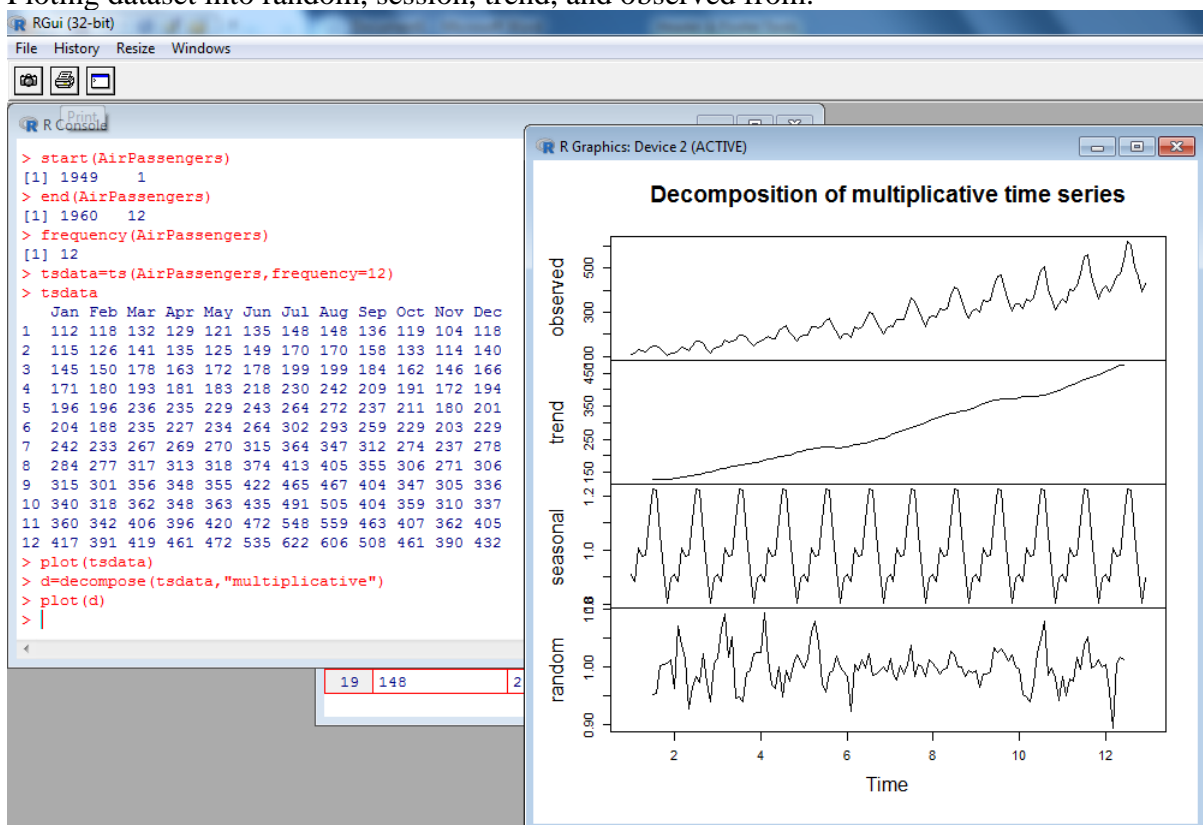 Ploting dataset into random, session, trend, and observed from:
RGui (32-bit)
File History Resize Windows
Print
R Console
> start(AirPassengers)
[1] 1949    1
> end(AirPassengers)
[1] 1960   12
> frequency(AirPassengers)
[1] 12
> tsdata=ts(AirPassengers,frequency=12)
> tsdata
   Jan Feb Mar Apr May Jun Jul Aug Sep Oct Nov Dec
1  112 118 132 129 121 135 148 148 136 119 104 118
2  115 126 141 135 125 149 170 170 158 133 114 140
3  145 150 178 163 172 178 199 199 184 162 146 166
4  171 180 193 181 183 218 230 242 209 191 172 194
5  196 196 236 235 229 243 264 272 237 211 180 201
6  204 188 235 227 234 264 302 293 259 229 203 229
7  242 233 267 269 270 315 364 347 312 274 237 278
8  284 277 317 313 318 374 413 405 355 306 271 306
9  315 301 356 348 355 422 465 467 404 347 305 336
10 340 318 362 348 363 435 491 505 404 359 310 337
11 360 342 406 396 420 472 548 559 463 407 362 405
12 417 391 419 461 472 535 622 606 508 461 390 432
> plot(tsdata)
> d=decompose(tsdata,"multiplicative")
> plot(d)
>
19 148 2
R Graphics: Device 2 (ACTIVE)
Decomposition of multiplicative time series
observed
500
300
trend
450
350
250
150
seasonal
1.2
1.0
random
1.00
0.90
2 4 6 8 10 12
Time